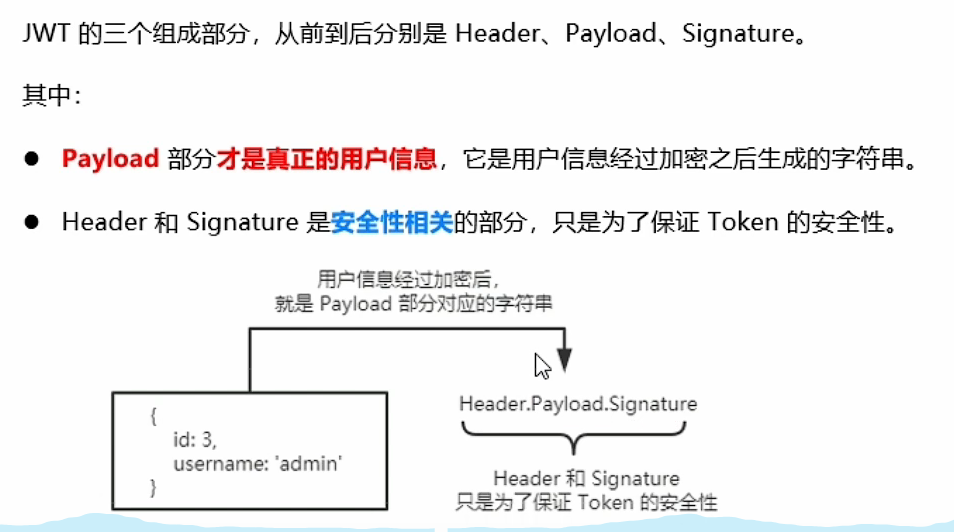 JWT 的三个组成部分，从前到后分别是 Header、Payload、Signature。
其中：
● Payload 部分才是真正的用户信息，它是用户信息经过加密之后生成的字符串。
● Header 和 Signature 是安全性相关的部分，只是为了保证 Token 的安全性。
用户信息经过加密后，
就是 Payload 部分对应的字符串
{
id: 3,
username: 'admin'
}
Header.Payload.Signature
Header 和 Signature
只是为了保证 Token 的安全性